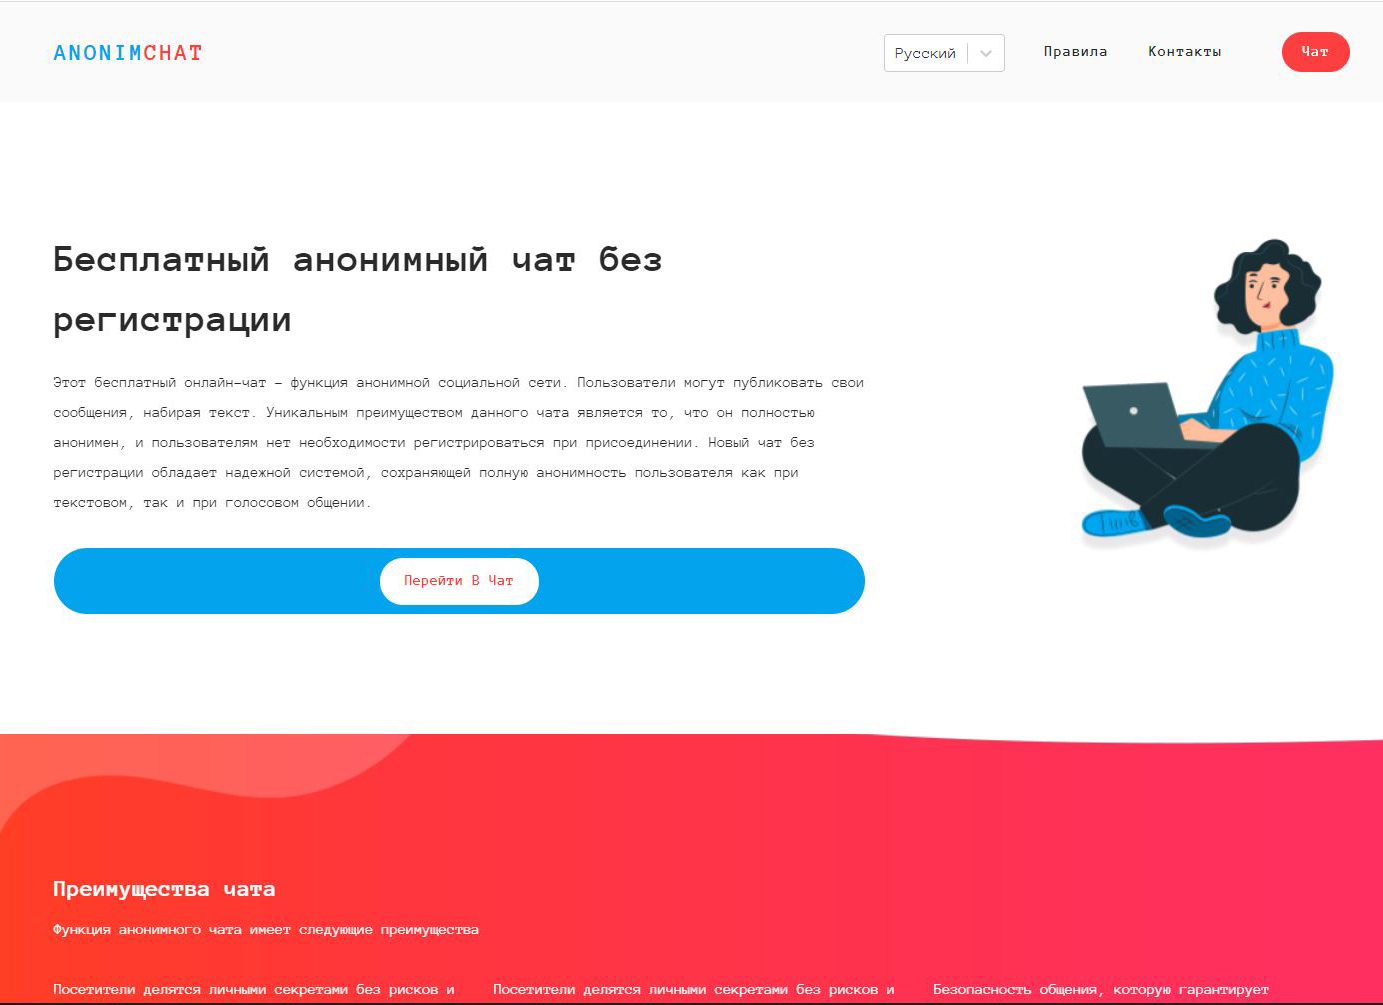 ANONIMCHAT
Русский
Правила
Контакты
Чат
Бесплатный анонимный чат без
регистрации
Этот бесплатный онлайн-чат - функция анонимной социальной сети. Пользователи могут публиковать свои
сообщения, набирая текст. Уникальным преимуществом данного чата является то, что он полностью
анонимен, и пользователям нет необходимости регистрироваться при присоединении. Новый чат без
регистрации обладает надежной системой, сохраняющей полную анонимность пользователя как при
текстовом, так и при голосовом общении.
Перейти В Чат
Преимущества чата
Функция анонимного чата имеет следующие преимущества
Посетители делятся личными секретами без рисков и
Посетители делятся личными секретами без рисков и
Безопасность общения, которую гарантирует